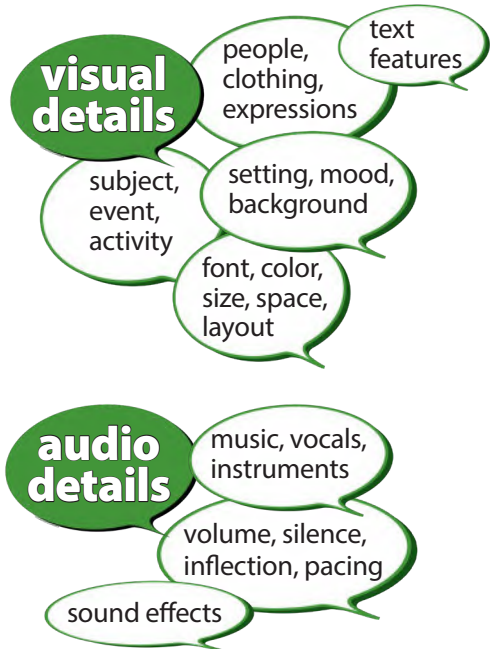 visual
details
people,
clothing,
expressions
text
features
subject,
event,
activity
setting, mood,
background
font, color,
size, space,
layout
audio
details
music, vocals,
instruments
volume, silence,
inflection, pacing
sound effects